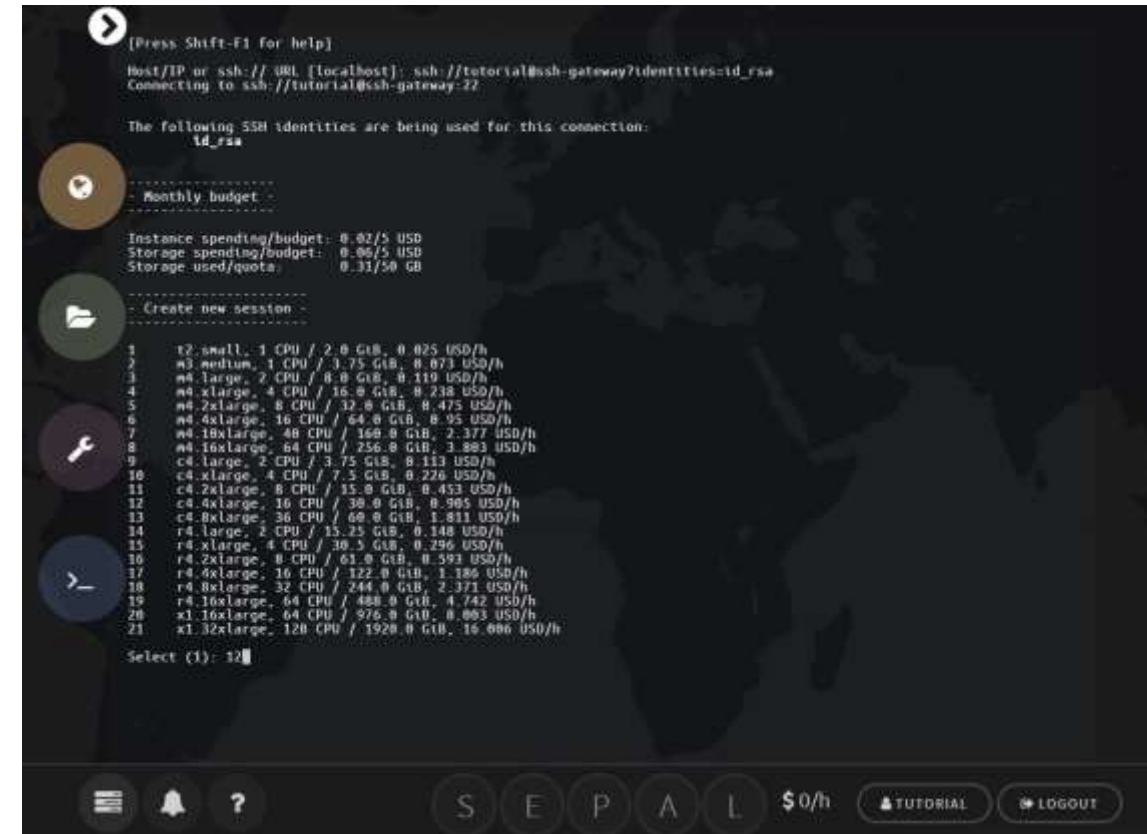 [Press Shift-F1 for help]
Host/IP or ssh:// URL [localhost]: ssh://tutorial@ssh-gateway?identities=id_rsa
Connecting to ssh://tutorial@ssh-gateway:22
The following SSH identities are being used for this connection:
id_rsa
------------------
- Monthly budget -
------------------
Instance spending/budget: 0.02/5 USD
Storage spending/budget: 0.06/5 USD
Storage used/quota: 0.31/50 GB
----------------------
- Create new session -
----------------------
1 t2.small, 1 CPU / 2.0 GiB, 0.025 USD/h
2 m3.medium, 1 CPU / 3.75 GiB, 0.073 USD/h
3 m4.large, 2 CPU / 8.0 GiB, 0.119 USD/h
4 m4.xlarge, 4 CPU / 16.0 GiB, 0.238 USD/h
5 m4.2xlarge, 8 CPU / 32.0 GiB, 0.475 USD/h
6 m4.4xlarge, 16 CPU / 64.0 GiB, 0.95 USD/h
7 m4.10xlarge, 40 CPU / 160.0 GiB, 2.377 USD/h
8 m4.16xlarge, 64 CPU / 256.0 GiB, 3.803 USD/h
9 c4.large, 2 CPU / 3.75 GiB, 0.113 USD/h
10 c4.xlarge, 4 CPU / 7.5 GiB, 0.226 USD/h
11 c4.2xlarge, 8 CPU / 15.0 GiB, 0.453 USD/h
12 c4.4xlarge, 16 CPU / 30.0 GiB, 0.905 USD/h
13 c4.8xlarge, 36 CPU / 60.0 GiB, 1.811 USD/h
14 r4.large, 2 CPU / 15.25 GiB, 0.148 USD/h
15 r4.xlarge, 4 CPU / 30.5 GiB, 0.296 USD/h
16 r4.2xlarge, 8 CPU / 61.0 GiB, 0.593 USD/h
17 r4.4xlarge, 16 CPU / 122.0 GiB, 1.186 USD/h
18 r4.8xlarge, 32 CPU / 244.0 GiB, 2.371 USD/h
19 r4.16xlarge, 64 CPU / 488.0 GiB, 4.742 USD/h
20 x1.16xlarge, 64 CPU / 976.0 GiB, 8.003 USD/h
21 x1.32xlarge, 128 CPU / 1920.0 GiB, 16.006 USD/h
Select (1): 12
? S E P A L $ 0/h TUTORIAL LOGOUT